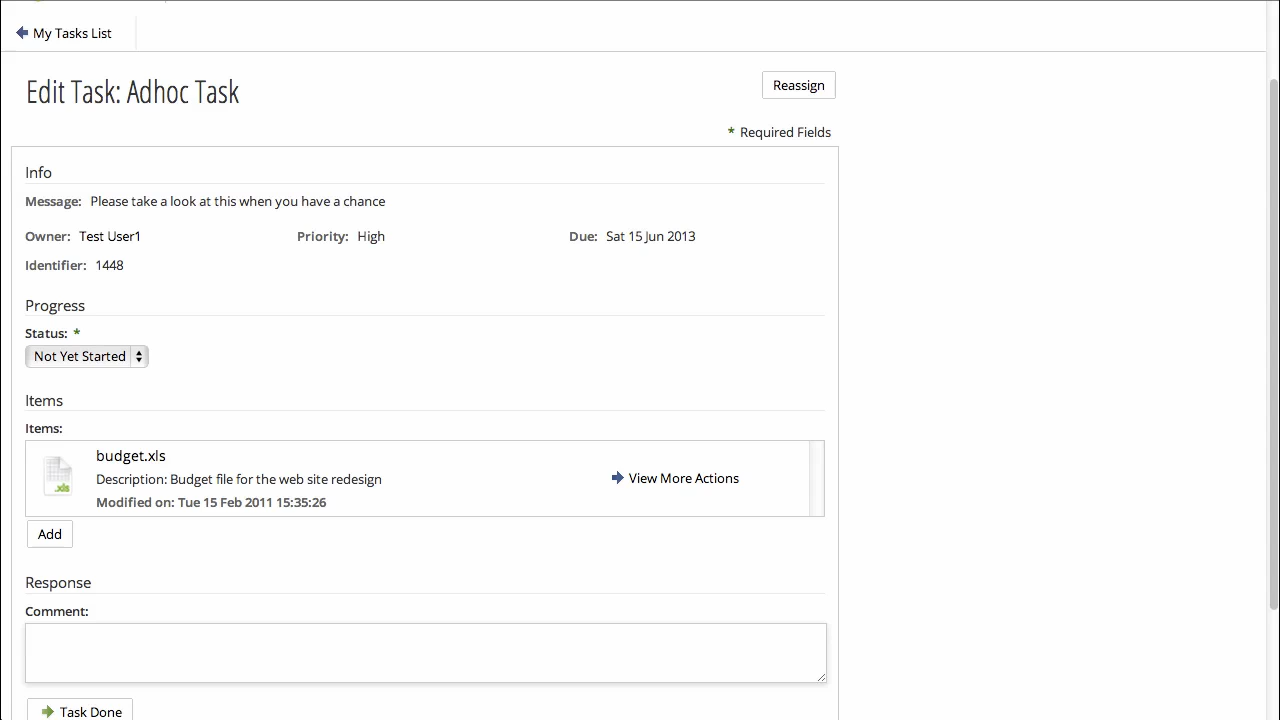 My Tasks List
Edit Task: Adhoc Task
Reassign
* Required Fields
Info
Message: Please take a look at this when you have a chance
Owner: Test User1 Priority: High Due: Sat 15 Jun 2013
Identifier: 1448
Progress
Status: *
Not Yet Started
Items
Items:
budget.xls
Description: Budget file for the web site redesign
.xls
View More Actions
Modified on: Tue 15 Feb 2011 15:35:26
Add
Response
Comment:
Task Done